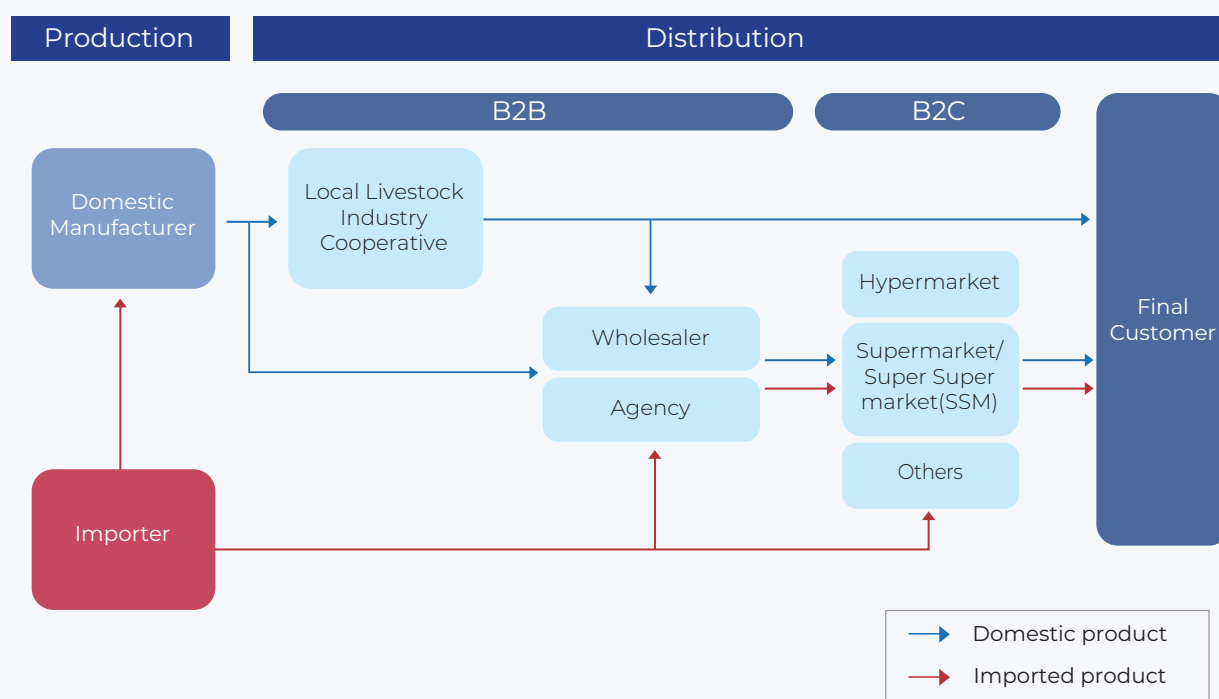 Production
Distribution
B2B
B2C
Domestic
Manufacturer
Local Livestock
Industry
Cooperative
Wholesaler
Agency
Hypermarket
Supermarket/
Super Super
market(SSM)
Others
Final
Customer
Importer
Domestic product
Imported product